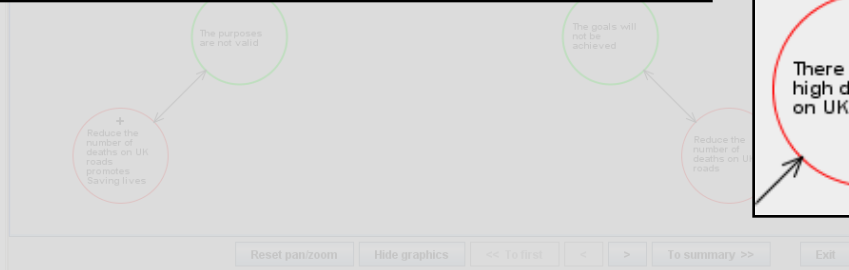 The purposes
are not valid
The goals will
not be
achieved
There
high d
on UK
+
Reduce the
number of
deaths on UK
roads
promotes
Saving lives
Reduce the
number of
deaths on U
roads
Reset pan/zoom
Hide graphics
<< To first
<
>
To summary >>
Exit